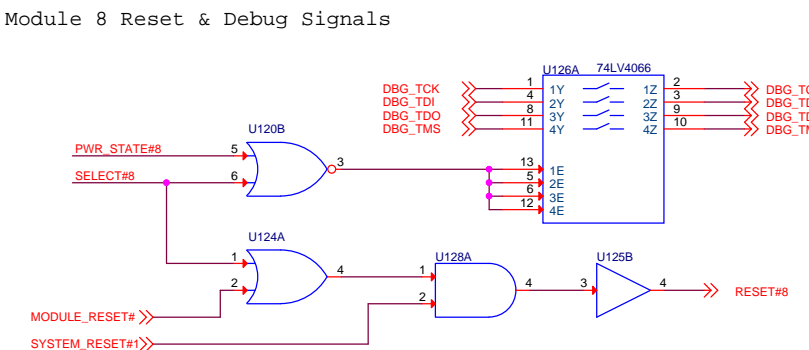 Module 8 Reset & Debug Signals
U126A 74LV4066
DBG_TCK 1 1Y 1Z 2
DBG_TDI 4 2Y 2Z 3
DBG_TDO 8 3Y 3Z 9
DBG_TMS 11 4Y 4Z 10
U120B
PWR_STATE#8 5 3
SELECT#8 6
13 1E
5 2E
6 3E
12 4E
U124A U128A U125B
1 4 1 4 3 4 RESET#8
2 2
MODULE_RESET#
SYSTEM_RESET#1